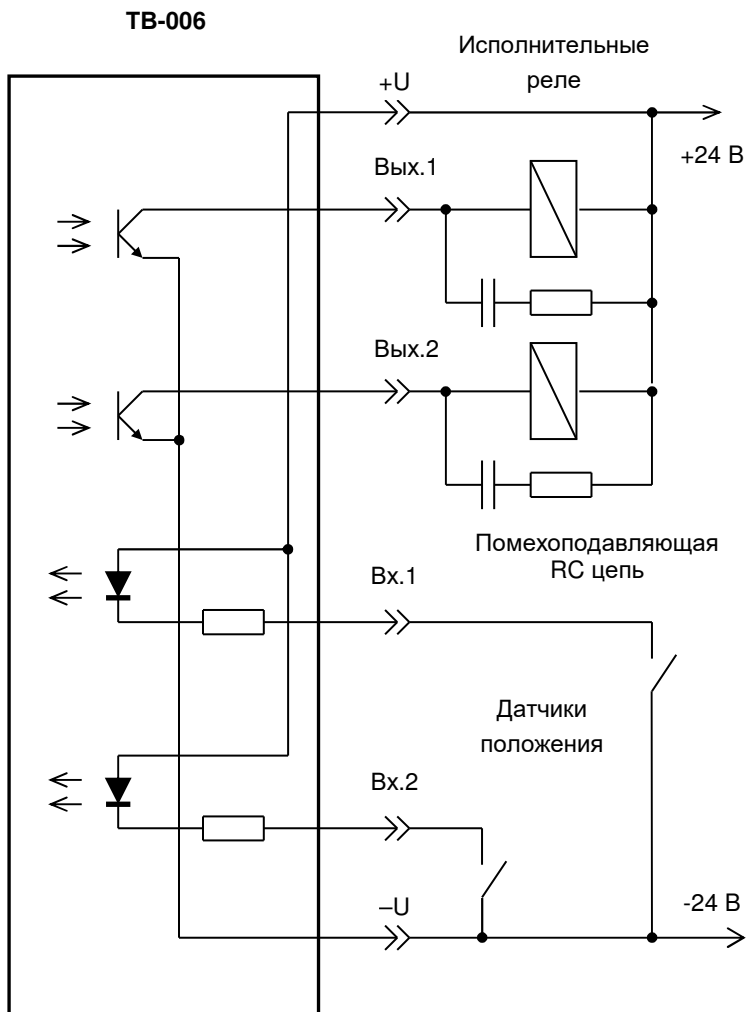 ТВ-006
Исполнительные
реле
+U
+24 В
Вых.1
Вых.2
Помехоподавляющая
RC цепь
Вх.1
Датчики
положения
Вх.2
–U
-24 В